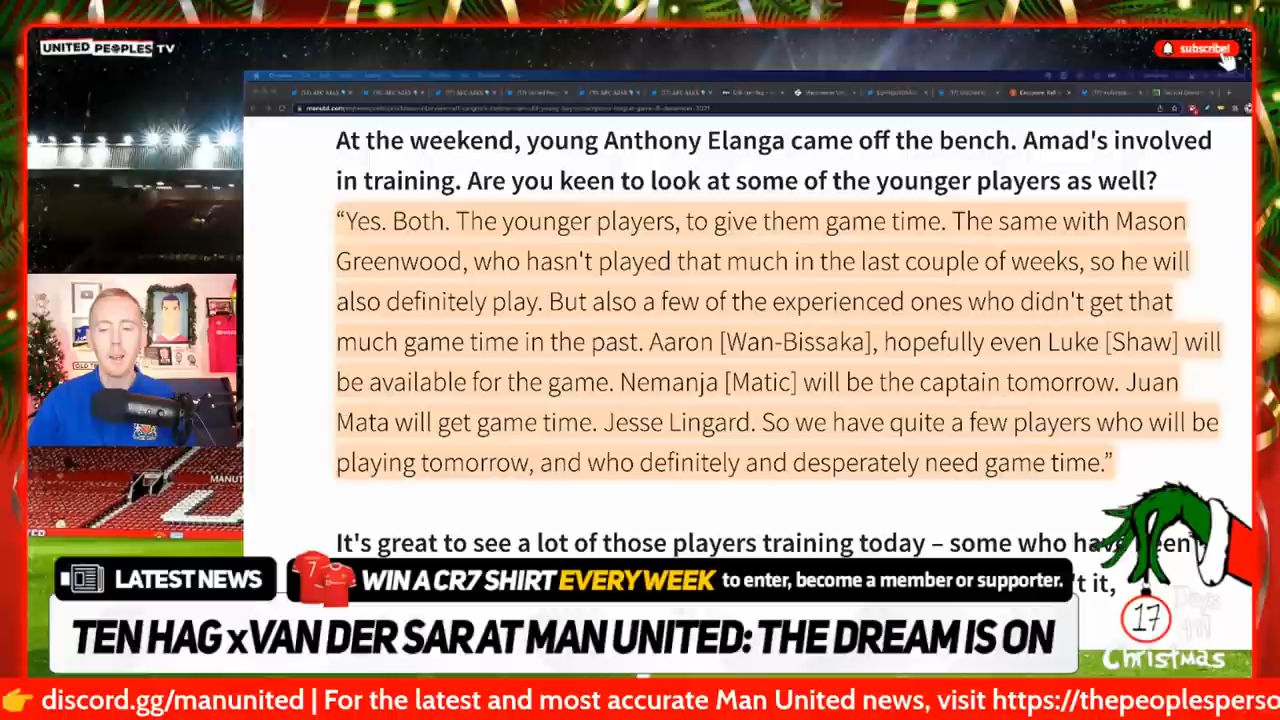 UNITED PEOPLES TV
subscribe!
At the weekend, young Anthony Elanga came off the bench. Amad's involved
in training. Are you keen to look at some of the younger players as well?
“Yes. Both. The younger players, to give them game time. The same with Mason
Greenwood, who hasn't played that much in the last couple of weeks, so he will
also definitely play. But also a few of the experienced ones who didn't get that
much game time in the past. Aaron [Wan-Bissaka], hopefully even Luke [Shaw] will
be available for the game. Nemanja [Matic] will be the captain tomorrow. Juan
Mata will get game time. Jesse Lingard. So we have quite a few players who will be
playing tomorrow, and who definitely and desperately need game time.”
It's great to see a lot of those players training today – some who have been
t it,
LATEST NEWS
7
WIN A CR7 SHIRT EVERY WEEK to enter, become a member or supporter.
TEN HAG x VAN DER SAR AT MAN UNITED: THE DREAM IS ON
17
Days
till
Christmas
discord.gg/manunited | For the latest and most accurate Man United news, visit https://thepeoplesperso